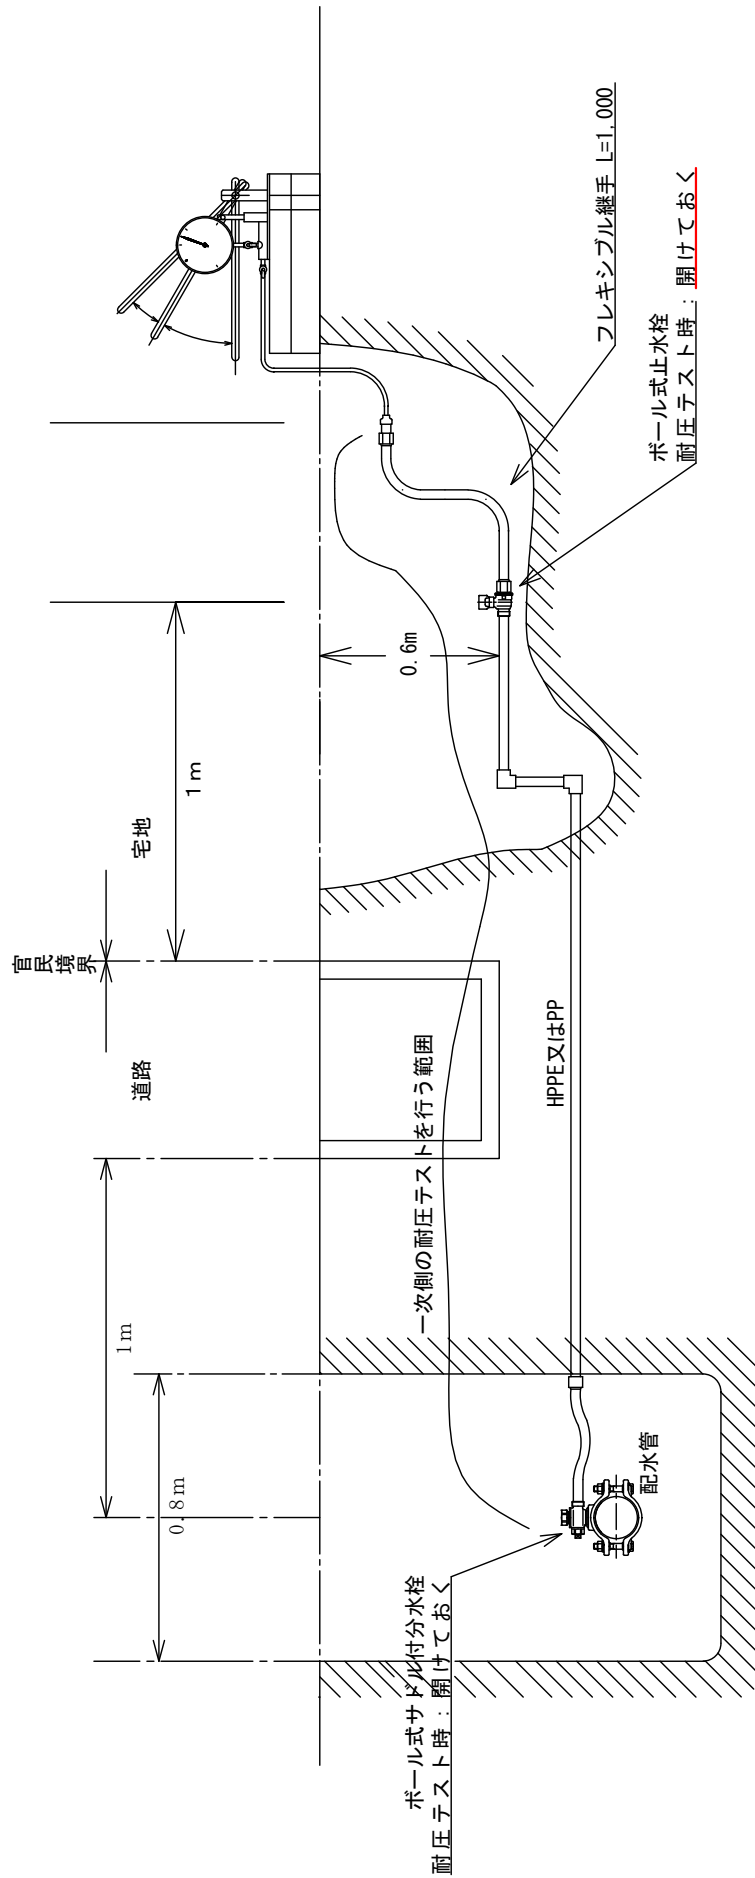 官民
境界
道路
宅地
1m
0.8m
1m
0.6m
一次側の耐圧テストを行う範囲
HPPE又はPP
配水管
ボール式サドル付分水栓
耐圧テスト時：開けておく
フレキシブル継手 L=1,000
ボール式止水栓
耐圧テスト時：開けておく